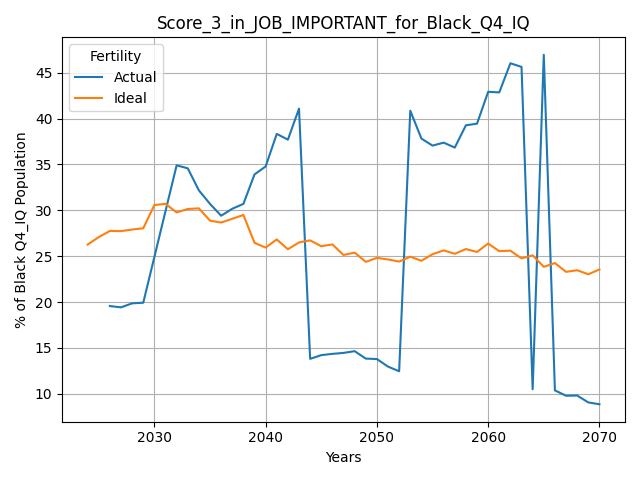 Score_3_in_JOB_IMPORTANT_for_Black_Q4_IQ
Fertility
Actual
Ideal
% of Black Q4_IQ Population
45
40
35
30
25
20
15
10
2030 2040 2050 2060 2070
Years